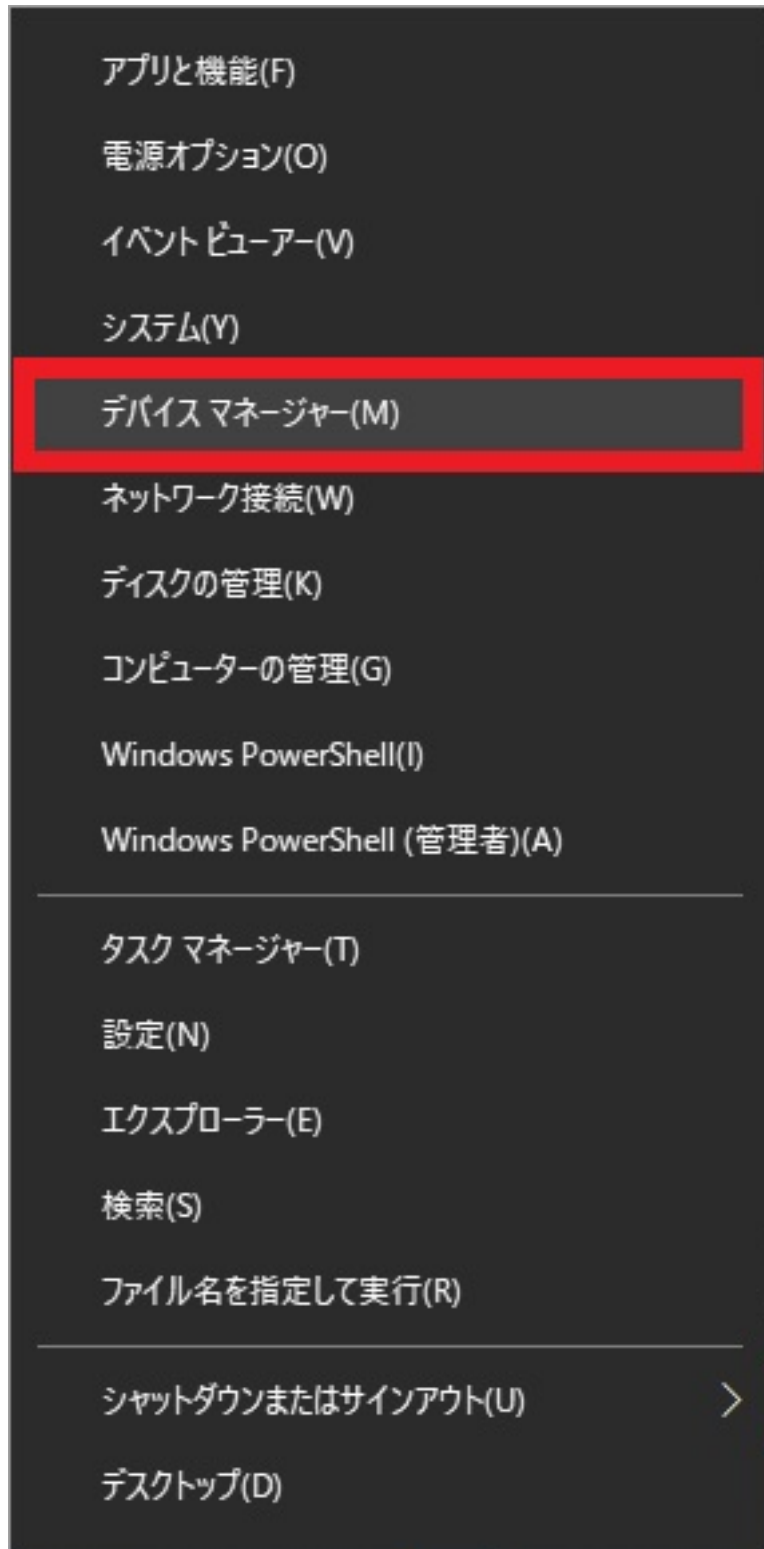 アプリと機能(F)
電源オプション(O)
イベント ビューアー(V)
システム(Y)
デバイス マネージャー(M)
ネットワーク接続(W)
ディスクの管理(K)
コンピューターの管理(G)
Windows PowerShell(I)
Windows PowerShell (管理者)(A)
タスク マネージャー(T)
設定(N)
エクスプローラー(E)
検索(S)
ファイル名を指定して実行(R)
シャットダウンまたはサインアウト(U)
デスクトップ(D)